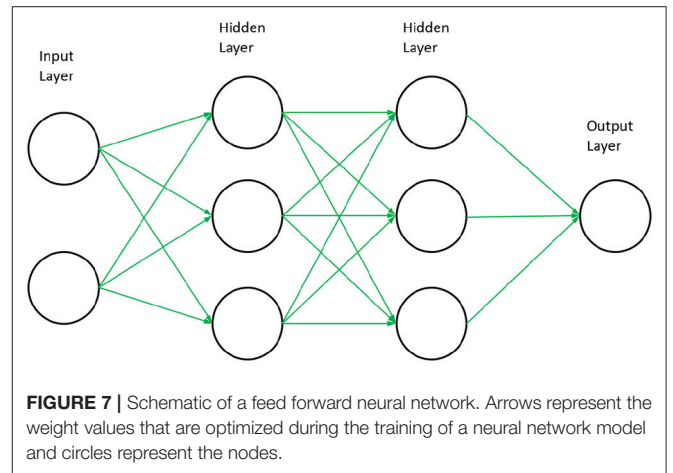 Input
Layer
Hidden
Layer
Hidden
Layer
Output
Layer
FIGURE 7 | Schematic of a feed forward neural network. Arrows represent the
weight values that are optimized during the training of a neural network model
and circles represent the nodes.